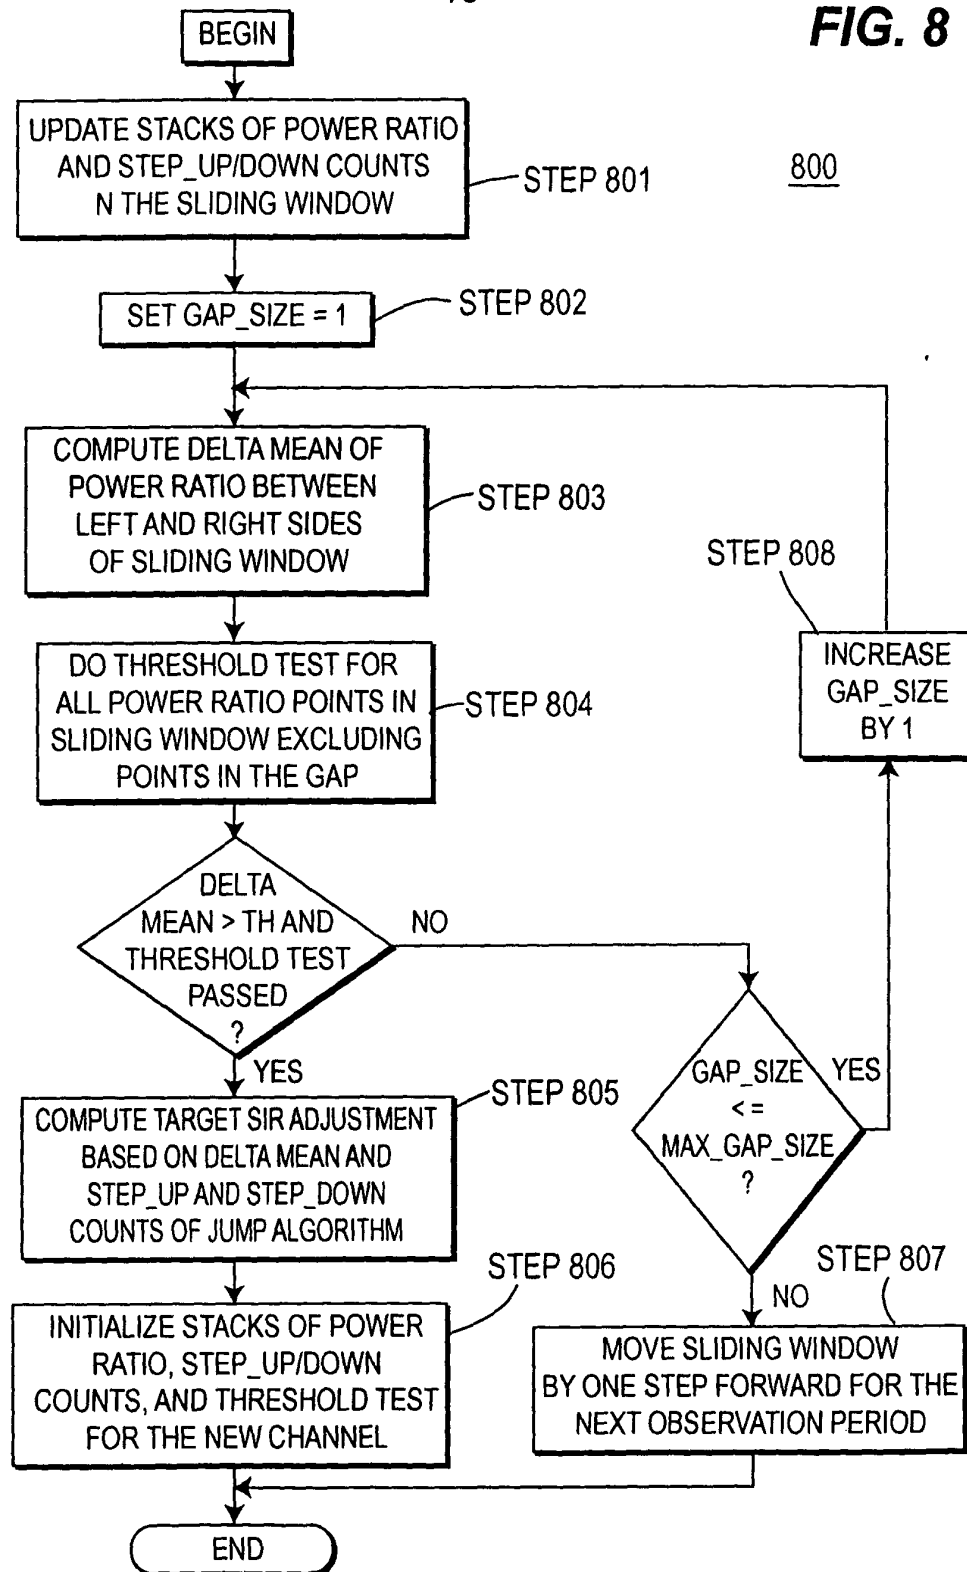 FIG. 8
BEGIN
UPDATE STACKS OF POWER RATIO
AND STEP_UP/DOWN COUNTS
N THE SLIDING WINDOW
STEP 801
800
SET GAP_SIZE = 1
STEP 802
COMPUTE DELTA MEAN OF
POWER RATIO BETWEEN
LEFT AND RIGHT SIDES
OF SLIDING WINDOW
STEP 803
STEP 808
INCREASE
GAP_SIZE
BY 1
DO THRESHOLD TEST FOR
ALL POWER RATIO POINTS IN
SLIDING WINDOW EXCLUDING
POINTS IN THE GAP
STEP 804
DELTA
MEAN > TH AND
THRESHOLD TEST
PASSED
?
NO
YES
GAP_SIZE
< =
MAX_GAP_SIZE
?
YES
NO
COMPUTE TARGET SIR ADJUSTMENT
BASED ON DELTA MEAN AND
STEP_UP AND STEP_DOWN
COUNTS OF JUMP ALGORITHM
STEP 805
STEP 806
INITIALIZE STACKS OF POWER
RATIO, STEP_UP/DOWN
COUNTS, AND THRESHOLD TEST
FOR THE NEW CHANNEL
STEP 807
MOVE SLIDING WINDOW
BY ONE STEP FORWARD FOR THE
NEXT OBSERVATION PERIOD
END